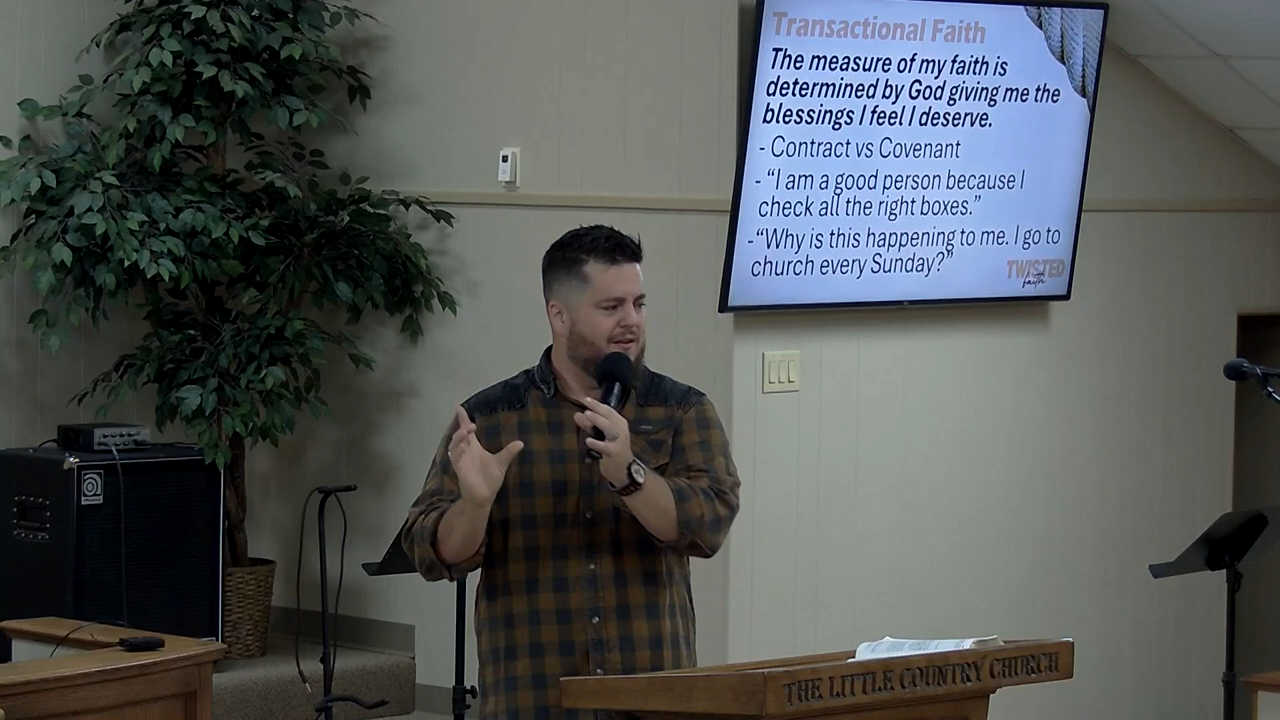 Transactional Faith
The measure of my faith is
determined by God giving me the
blessings I feel I deserve.
- Contract vs Covenant
- “I am a good person because I
check all the right boxes.”
-“Why is this happening to me. I go to
church every Sunday?”
TWISTED
faith
THE LITTLE COUNTRY CHURCH